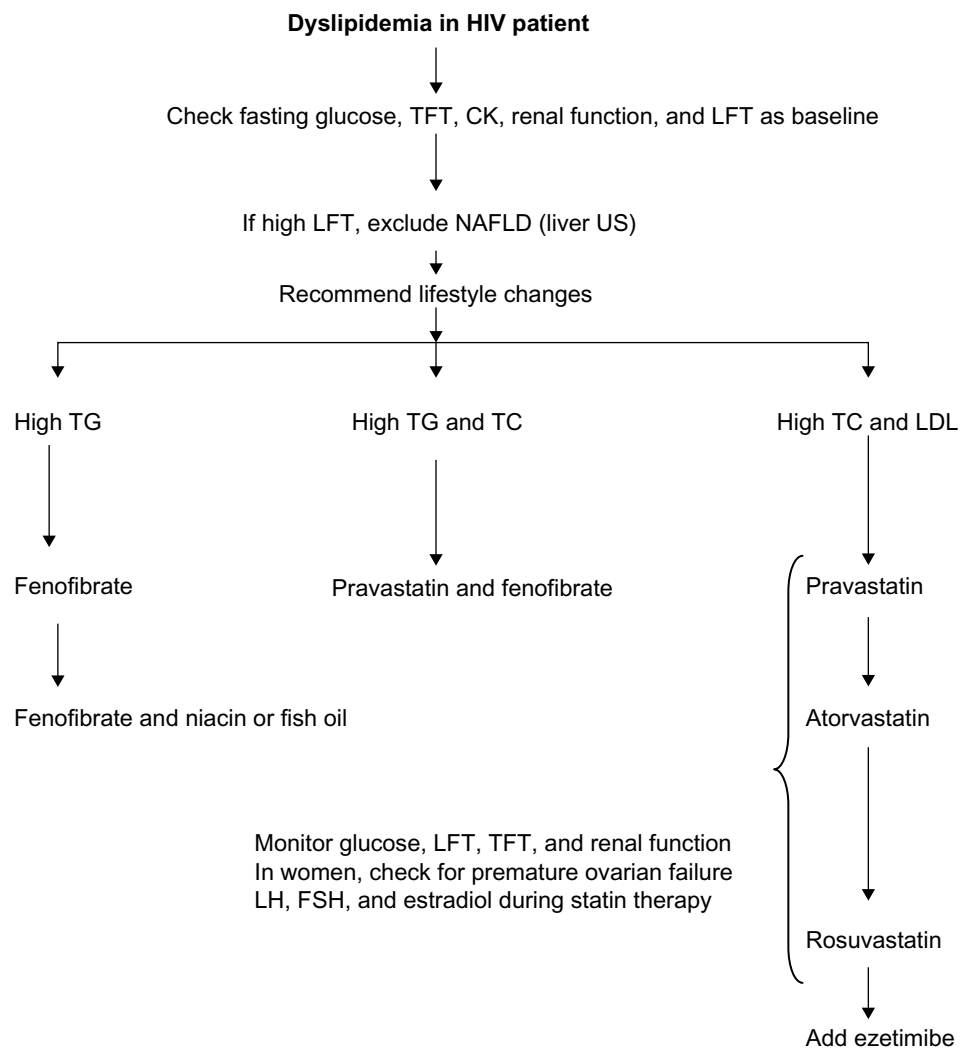 Dyslipidemia in HIV patient
Check fasting glucose, TFT, CK, renal function, and LFT as baseline
If high LFT, exclude NAFLD (liver US)
Recommend lifestyle changes
High TG
High TG and TC
High TC and LDL
Fenofibrate
Pravastatin and fenofibrate
Pravastatin
Fenofibrate and niacin or fish oil
Atorvastatin
Monitor glucose, LFT, TFT, and renal function
In women, check for premature ovarian failure
LH, FSH, and estradiol during statin therapy
Rosuvastatin
Add ezetimibe